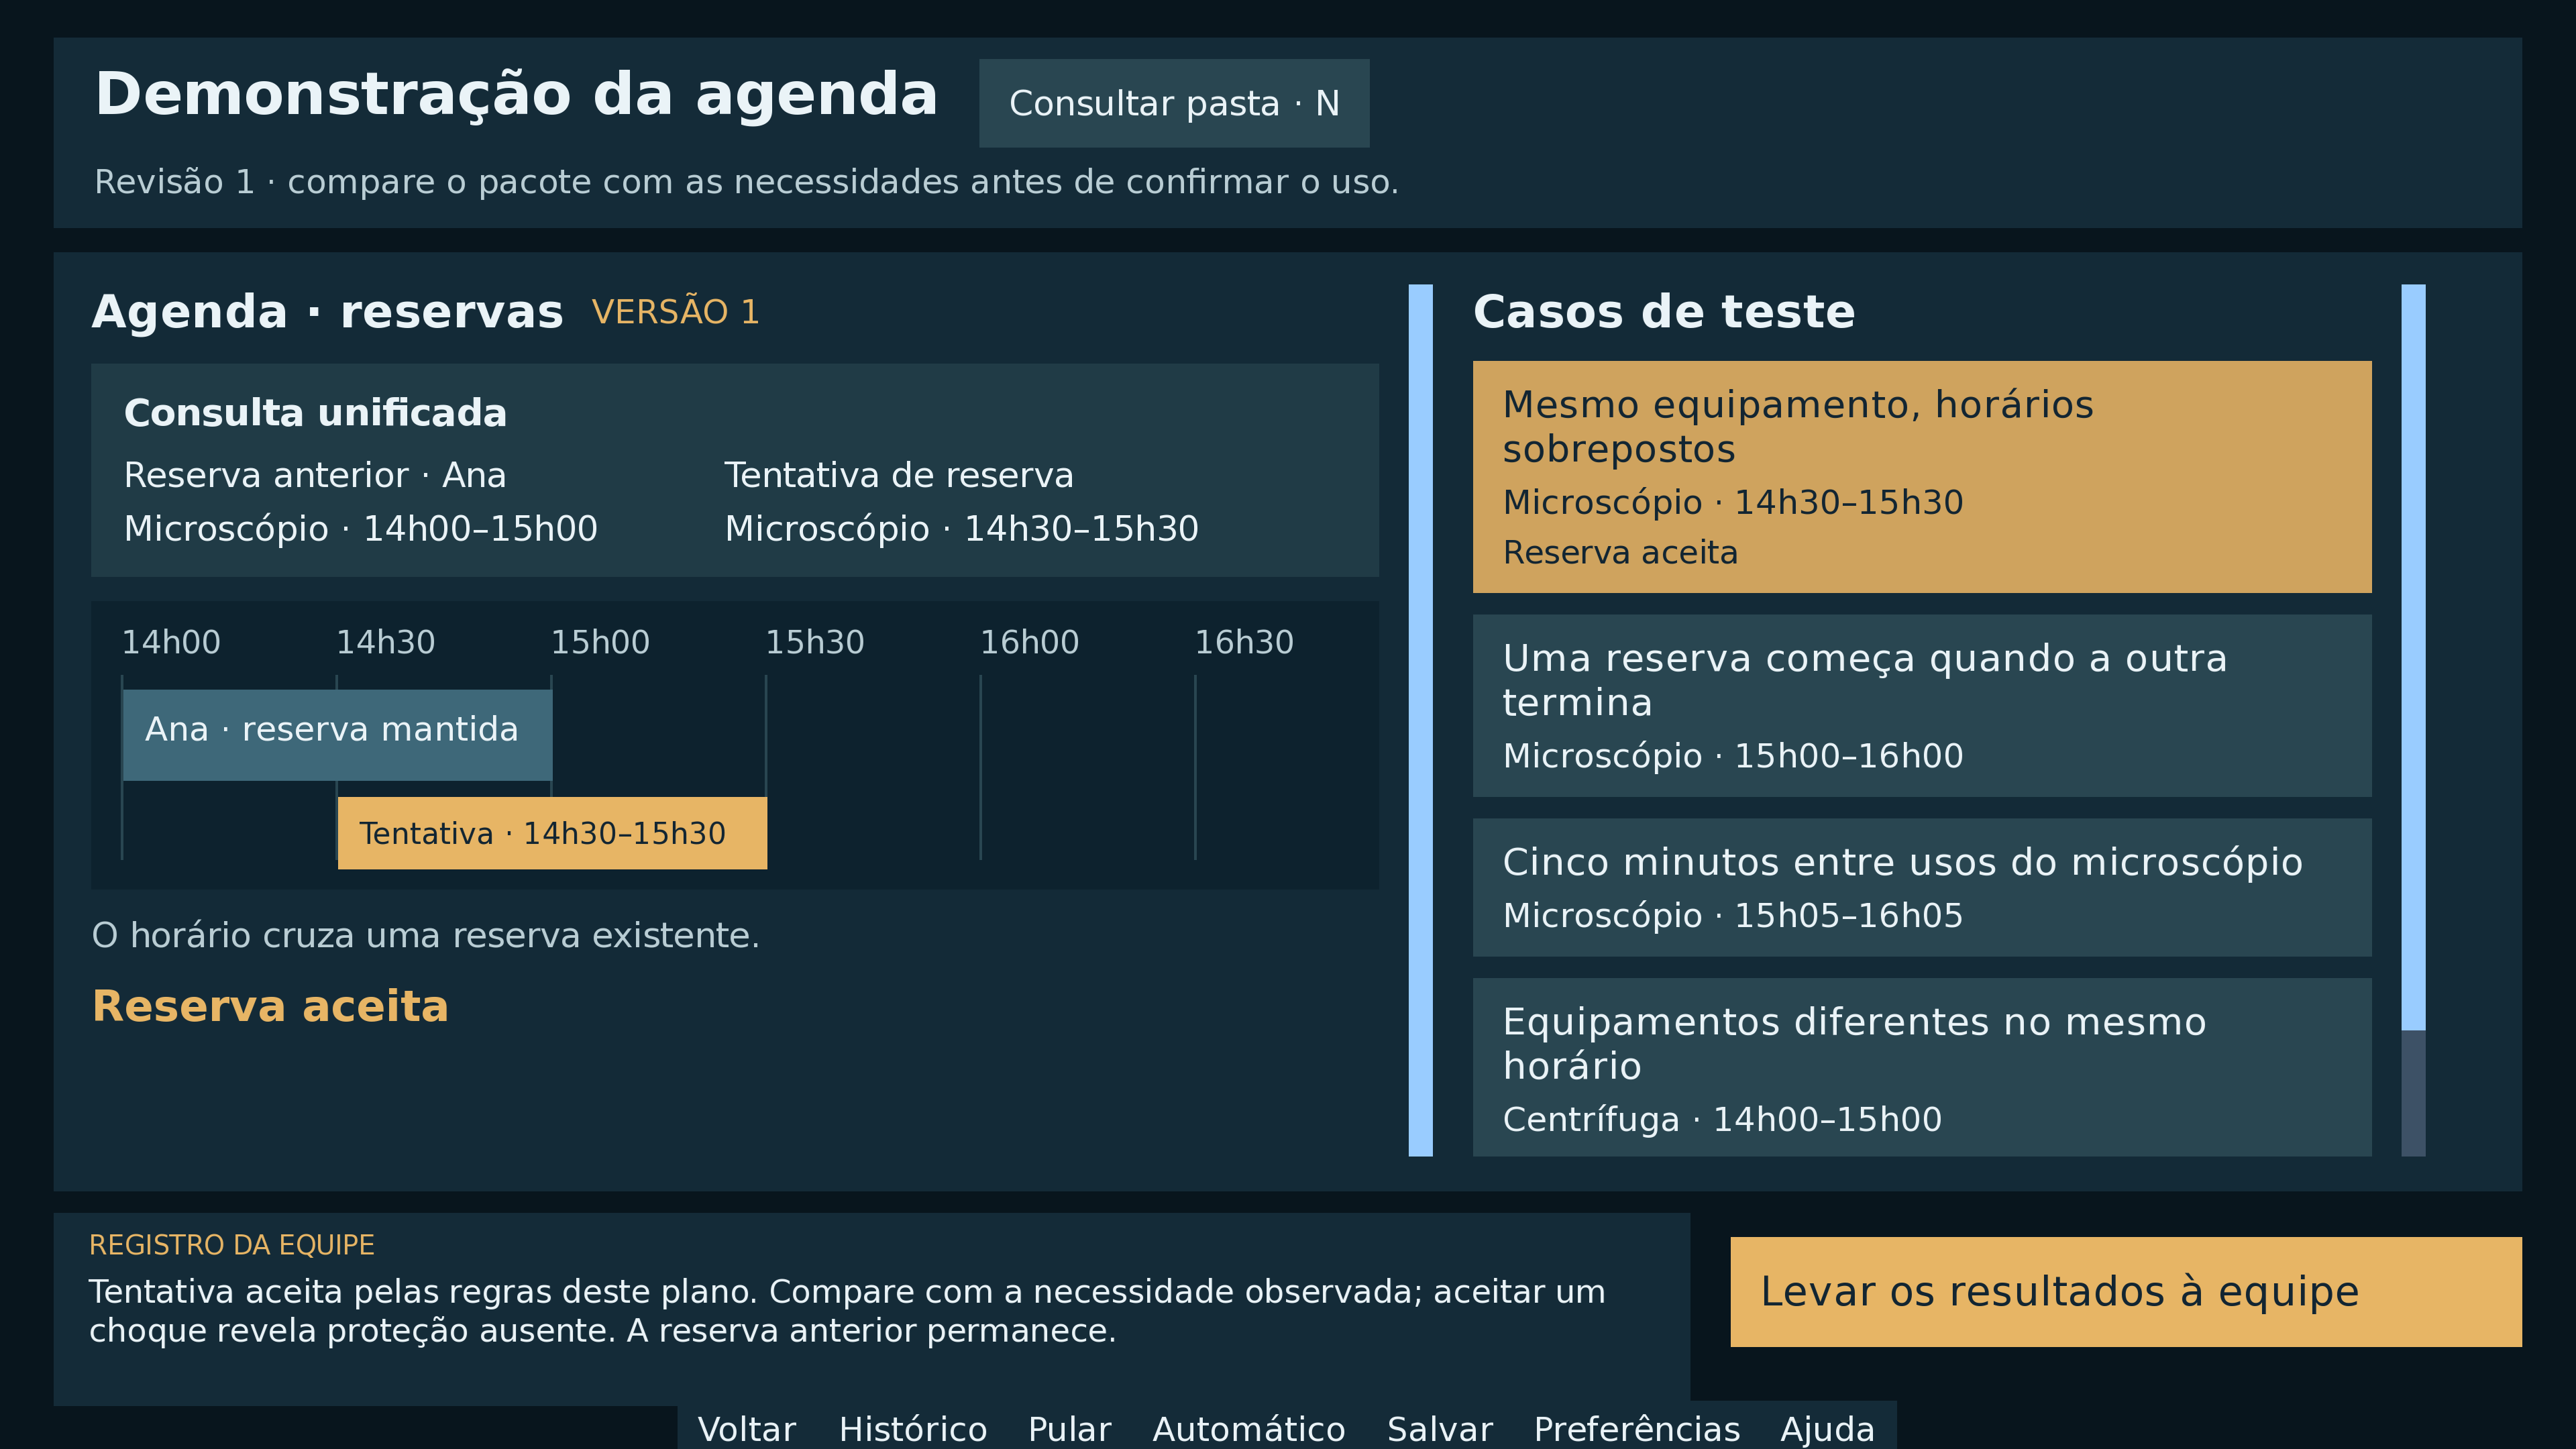 Demonstração da agenda
Consultar pasta · N
Revisão 1 · compare o pacote com as necessidades antes de confirmar o uso.
Agenda · reservas
VERSÃO 1
Consulta unificada
Reserva anterior · Ana
Tentativa de reserva
Microscópio · 14h00–15h00
Microscópio · 14h30–15h30
14h00
14h30
15h00
15h30
16h00
16h30
Ana · reserva mantida
Tentativa · 14h30–15h30
O horário cruza uma reserva existente.
Reserva aceita
Casos de teste
Mesmo equipamento, horários
sobrepostos
Microscópio · 14h30–15h30
Reserva aceita
Uma reserva começa quando a outra
termina
Microscópio · 15h00–16h00
Cinco minutos entre usos do microscópio
Microscópio · 15h05–16h05
Equipamentos diferentes no mesmo
horário
Centrífuga · 14h00–15h00
REGISTRO DA EQUIPE
Tentativa aceita pelas regras deste plano. Compare com a necessidade observada; aceitar um
choque revela proteção ausente. A reserva anterior permanece.
Levar os resultados à equipe
Voltar
Histórico
Pular
Automático
Salvar
Preferências
Ajuda